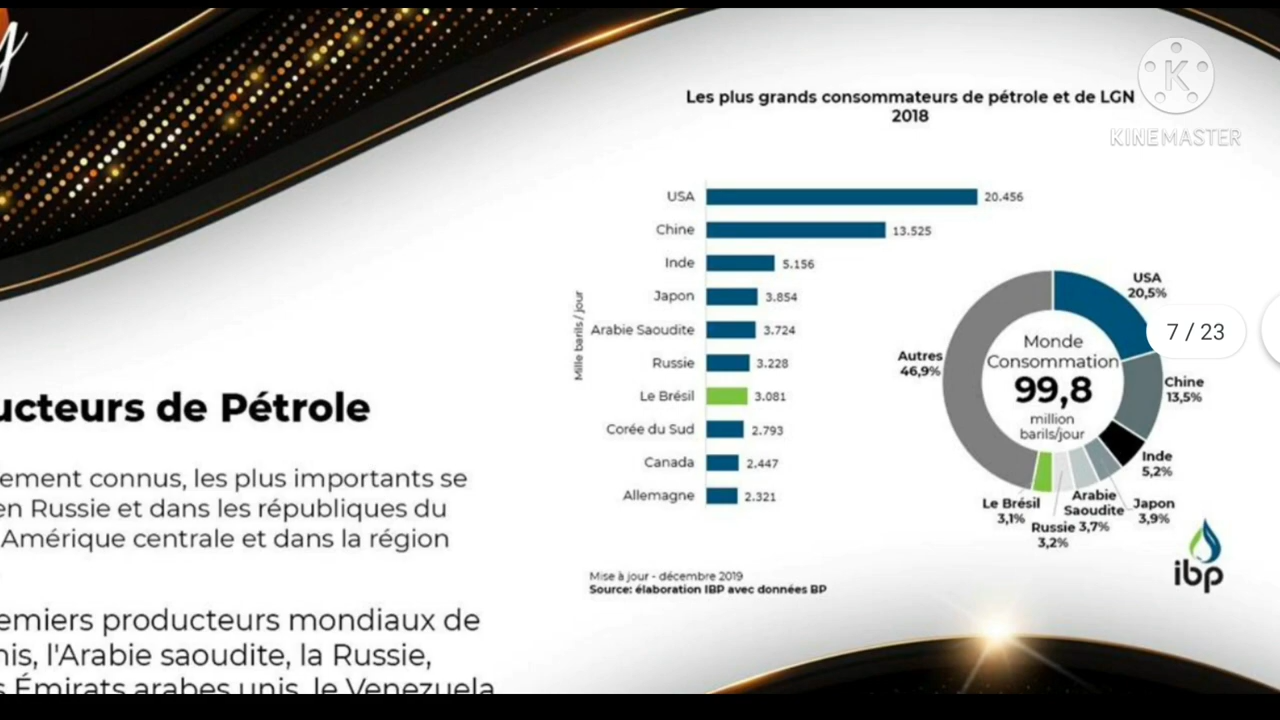 y
KINEMASTER
Les plus grands consommateurs de pétrole et de LGN
2018
Mille barils / jour
USA 20.456
Chine 13.525
Inde 5.156
Japon 3.854
Arabie Saoudite 3.724
Russie 3.228
Le Brésil 3.081
Corée du Sud 2.793
Canada 2.447
Allemagne 2.321
USA
20,5%
7 / 23
Monde
Consommation
99,8
million
barils/jour
Autres
46,9%
Chine
13,5%
Inde
5,2%
Japon
3,9%
Arabie
Saoudite
3,7%
Russie
3,2%
Le Brésil
3,1%
ibp
Mise à jour - décembre 2019
Source: élaboration IBP avec données BP
ucteurs de Pétrole
ement connus, les plus importants se
en Russie et dans les républiques du
Amérique centrale et dans la région
emiers producteurs mondiaux de
nis, l'Arabie saoudite, la Russie,
s Émirats arabes unis, le Venezuela